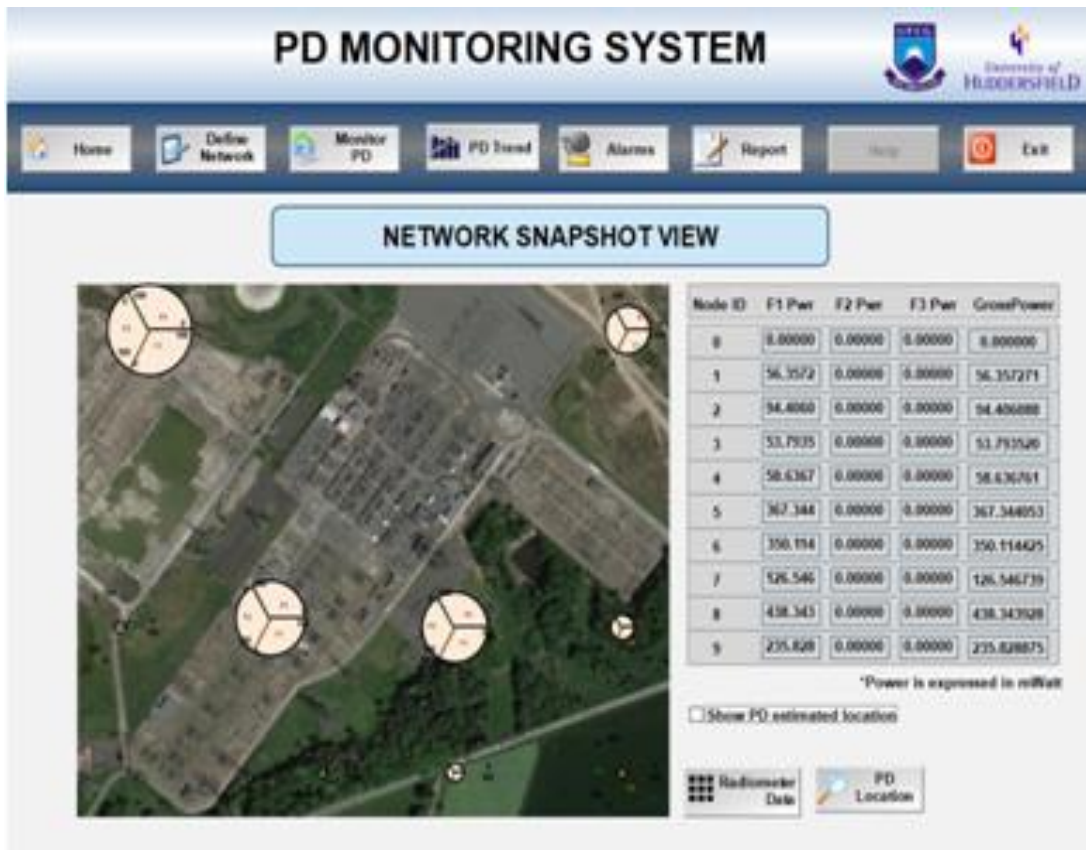 PD MONITORING SYSTEM
University of
HUDDERSFIELD
Home
Define
Network
Monitor
PD
PD Trend
Alarms
Report
Help
Exit
NETWORK SNAPSHOT VIEW
Node ID F1 Pwr F2 Pwr F3 Pwr GrossPower
0 0.00000 0.00000 0.00000 0.000000
1 56.3572 0.00000 0.00000 56.357271
2 94.4060 0.00000 0.00000 94.406088
3 53.7935 0.00000 0.00000 53.793520
4 58.6367 0.00000 0.00000 58.636761
5 367.344 0.00000 0.00000 367.344053
6 350.114 0.00000 0.00000 350.114425
7 126.546 0.00000 0.00000 126.546739
8 438.343 0.00000 0.00000 438.343928
9 235.828 0.00000 0.00000 235.828875
*Power is expressed in mWatt
Show PD estimated location
Radiometer
Data
PD
Location